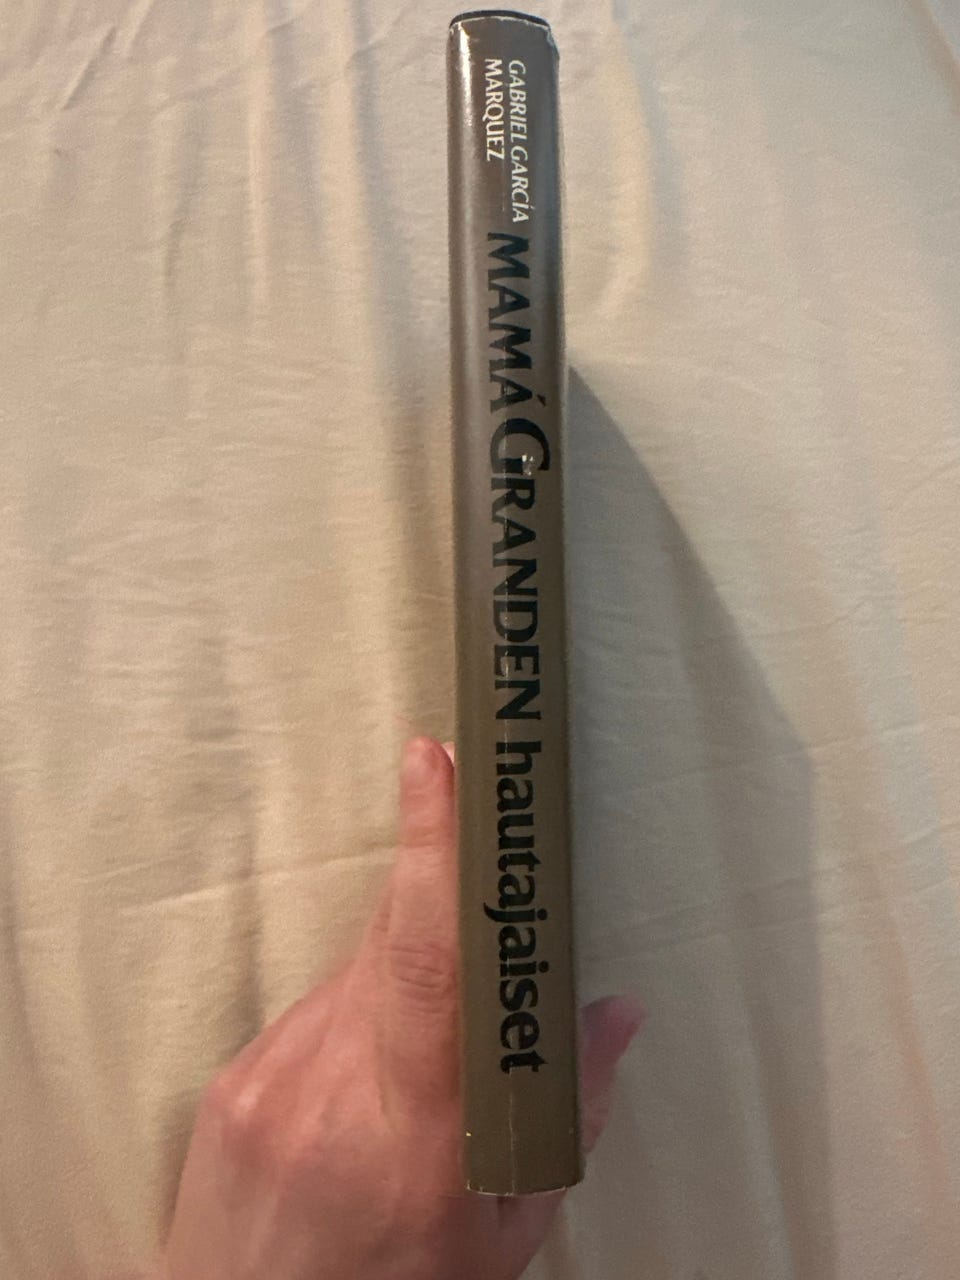 GABRIEL GARCÍA
MARQUEZ
MAMÁ GRANDEN hautajaiset